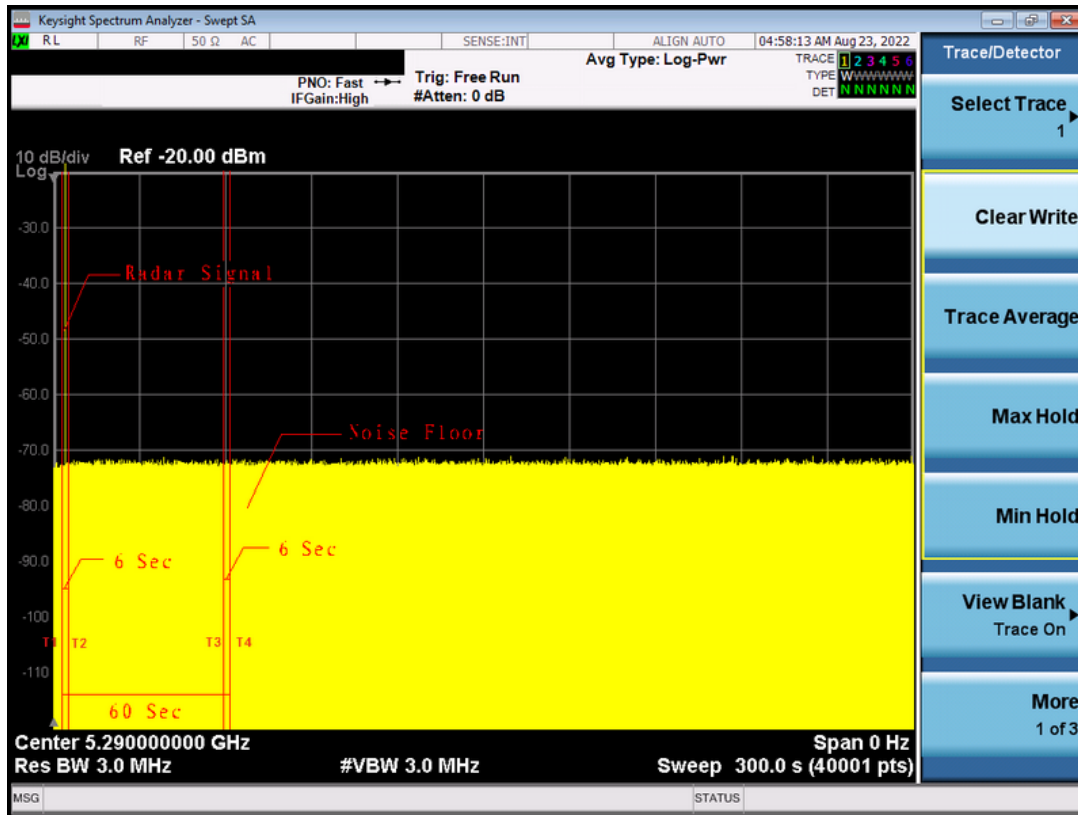 Keysight Spectrum Analyzer - Swept SA
LXI RL RF 50 Ω AC SENSE:INT ALIGN AUTO 04:58:13 AM Aug 23, 2022
PNO: Fast Trig: Free Run Avg Type: Log-Pwr TRACE 1 2 3 4 5 6
IFGain:High #Atten: 0 dB TYPE WWWWWW
DET N N N N N N
10 dB/div Ref -20.00 dBm
Log
-30.0
Radar Signal
-40.0
-50.0
-60.0
Noise Floor
-70.0
-80.0
-90.0
6 Sec
6 Sec
-100
T1 T2 T3 T4
-110
60 Sec
Center 5.290000000 GHz Span 0 Hz
Res BW 3.0 MHz #VBW 3.0 MHz Sweep 300.0 s (40001 pts)
MSG STATUS
Trace/Detector
Select Trace
1
Clear Write
Trace Average
Max Hold
Min Hold
View Blank
Trace On
More
1 of 3